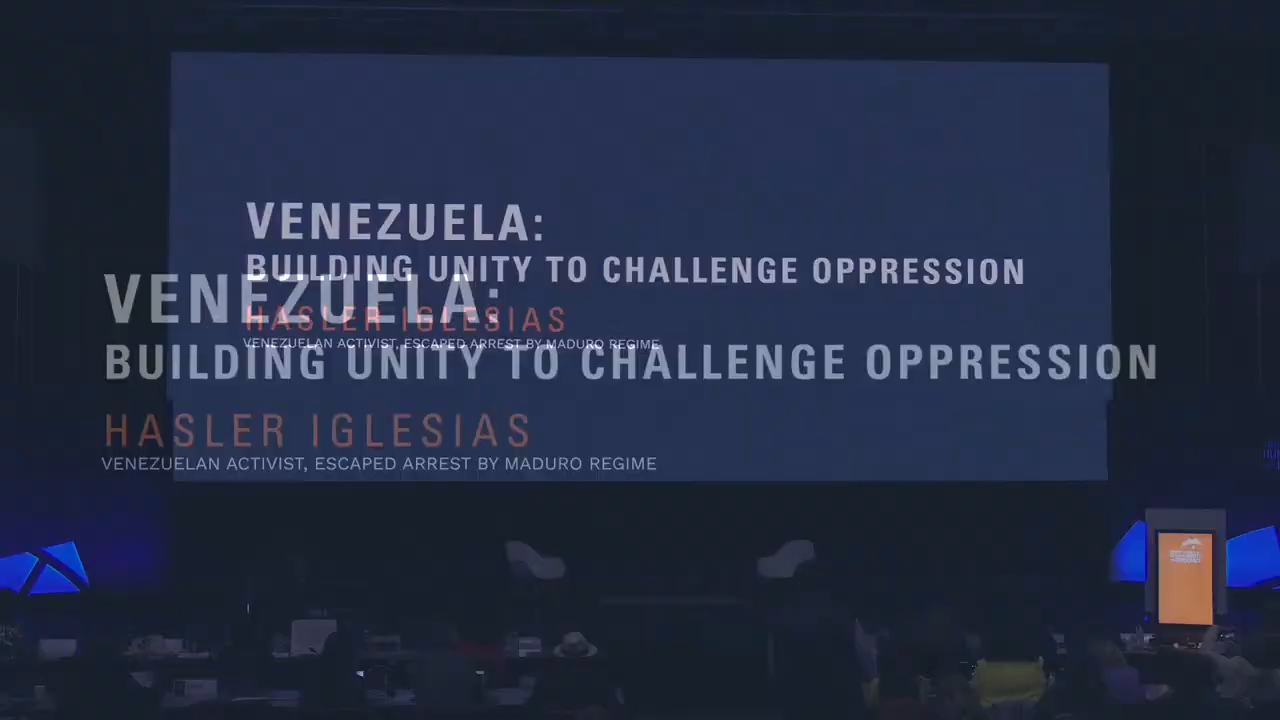 VENEZUELA:
BUILDING UNITY TO CHALLENGE OPPRESSION
HASLER IGLESIAS
VENEZUELAN ACTIVIST, ESCAPED ARREST BY MADURO REGIME
VENEZUELA:
BUILDING UNITY TO CHALLENGE OPPRESSION
HASLER IGLESIAS
VENEZUELAN ACTIVIST, ESCAPED ARREST BY MADURO REGIME